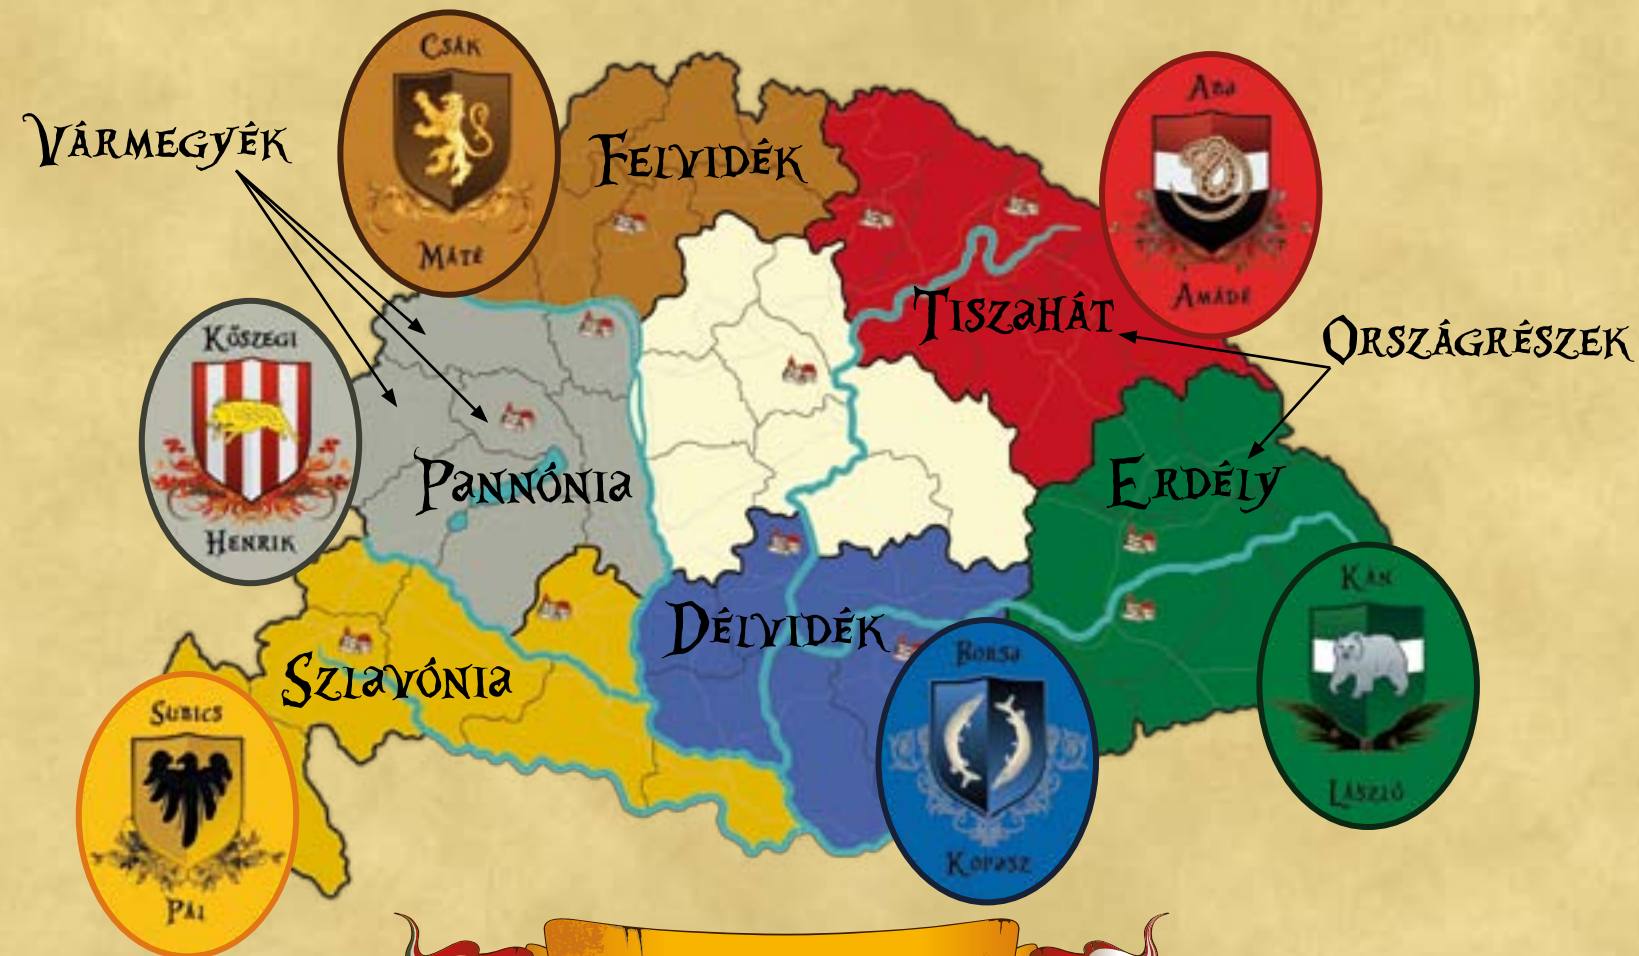 Csák
Máté
Vármegyék
Felvidék
Aba
Amádé
Tiszahát
Országrészek
Kőszegi
Henrik
Pannónia
Erdély
Kán
László
Délvidék
Borsa
Kopasz
Szlavónia
Subics
Pál